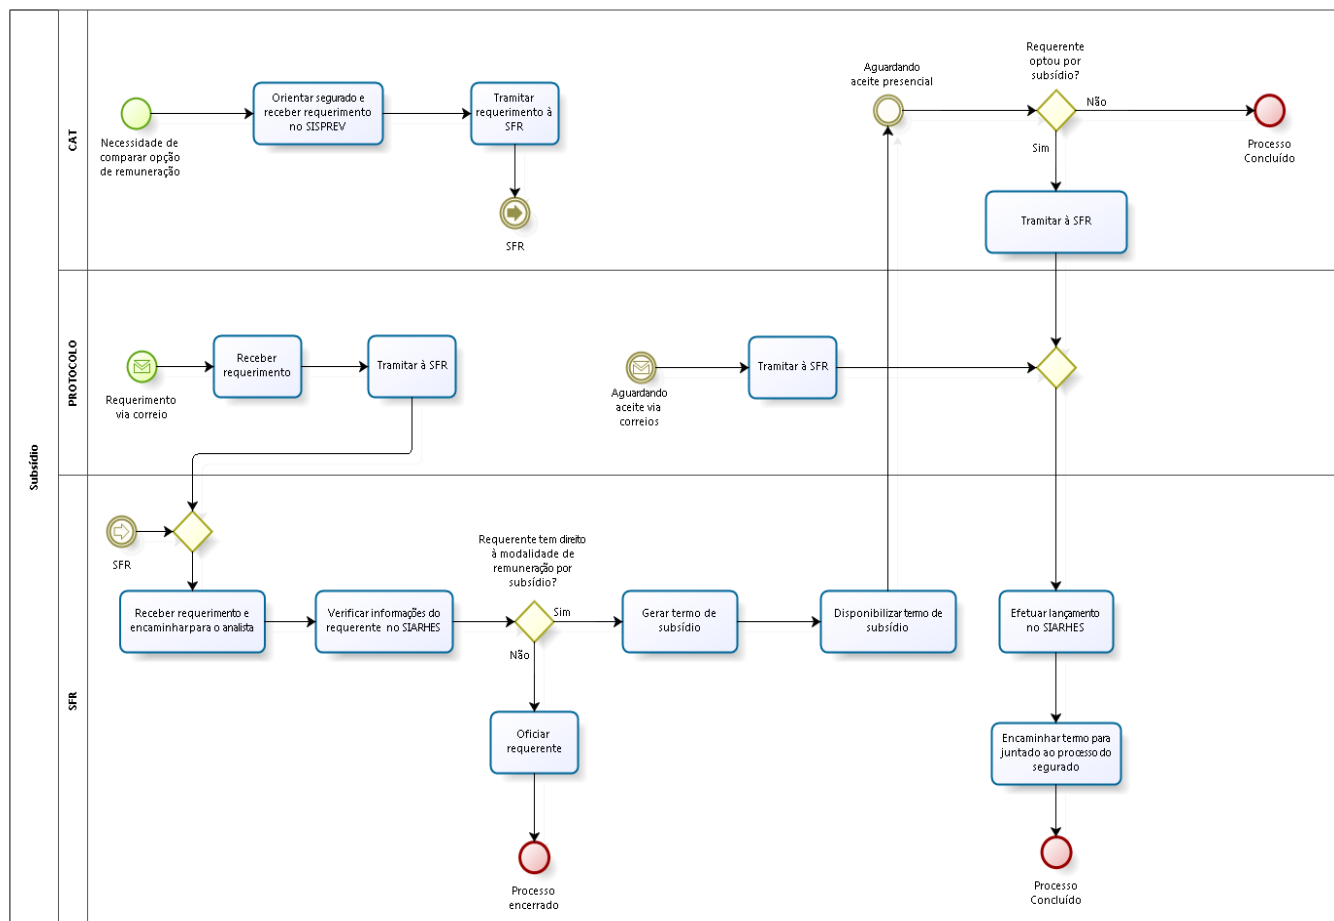 Subsídio
CAT
Necessidade de
comparar opção
de remuneração
Orientar segurado e
receber requerimento
no SISPREV
Tramitar
requerimento à
SFR
SFR
Aguardando
aceite presencial
Requerente
optou por
subsídio?
Não
Sim
Processo
Concluído
Tramitar à SFR
PROTOCOLO
Requerimento
via correio
Receber
requerimento
Tramitar à SFR
Aguardando
aceite via
correios
Tramitar à SFR
SFR
SFR
Receber requerimento e
encaminhar para o analista
Verificar informações do
requerente no SIARHES
Requerente tem direito
à modalidade de
remuneração por
subsídio?
Sim
Não
Gerar termo de
subsídio
Disponibilizar termo de
subsídio
Efetuar lançamento
no SIARHES
Oficiar
requerente
Encaminhar termo para
juntado ao processo do
segurado
Processo
encerrado
Processo
Concluído